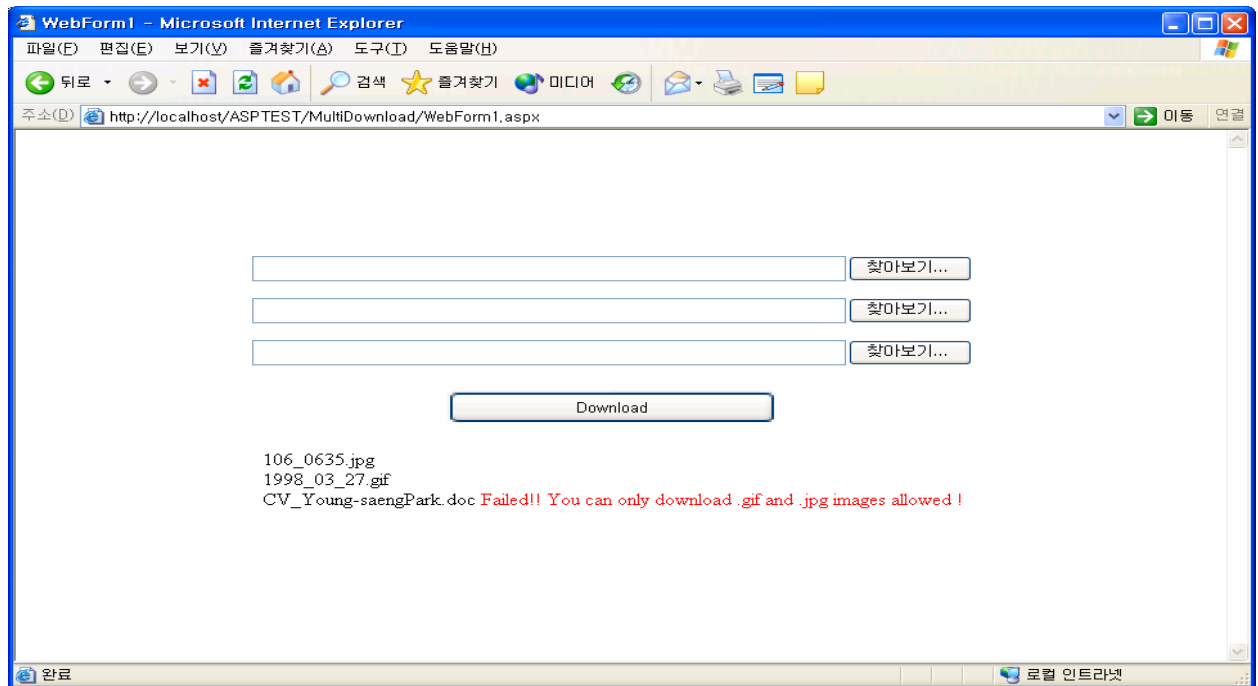 WebForm1 - Microsoft Internet Explorer
파일(F) 편집(E) 보기(V) 즐겨찾기(A) 도구(T) 도움말(H)
뒤로 검색 즐겨찾기 미디어
주소(D) http://localhost/ASPTEST/MultiDownload/WebForm1.aspx 이동 연결
찾아보기...
찾아보기...
찾아보기...
Download
106_0635.jpg
1998_03_27.gif
CV_Young-saengPark.doc Failed!! You can only download .gif and .jpg images allowed !
완료 로컬 인트라넷